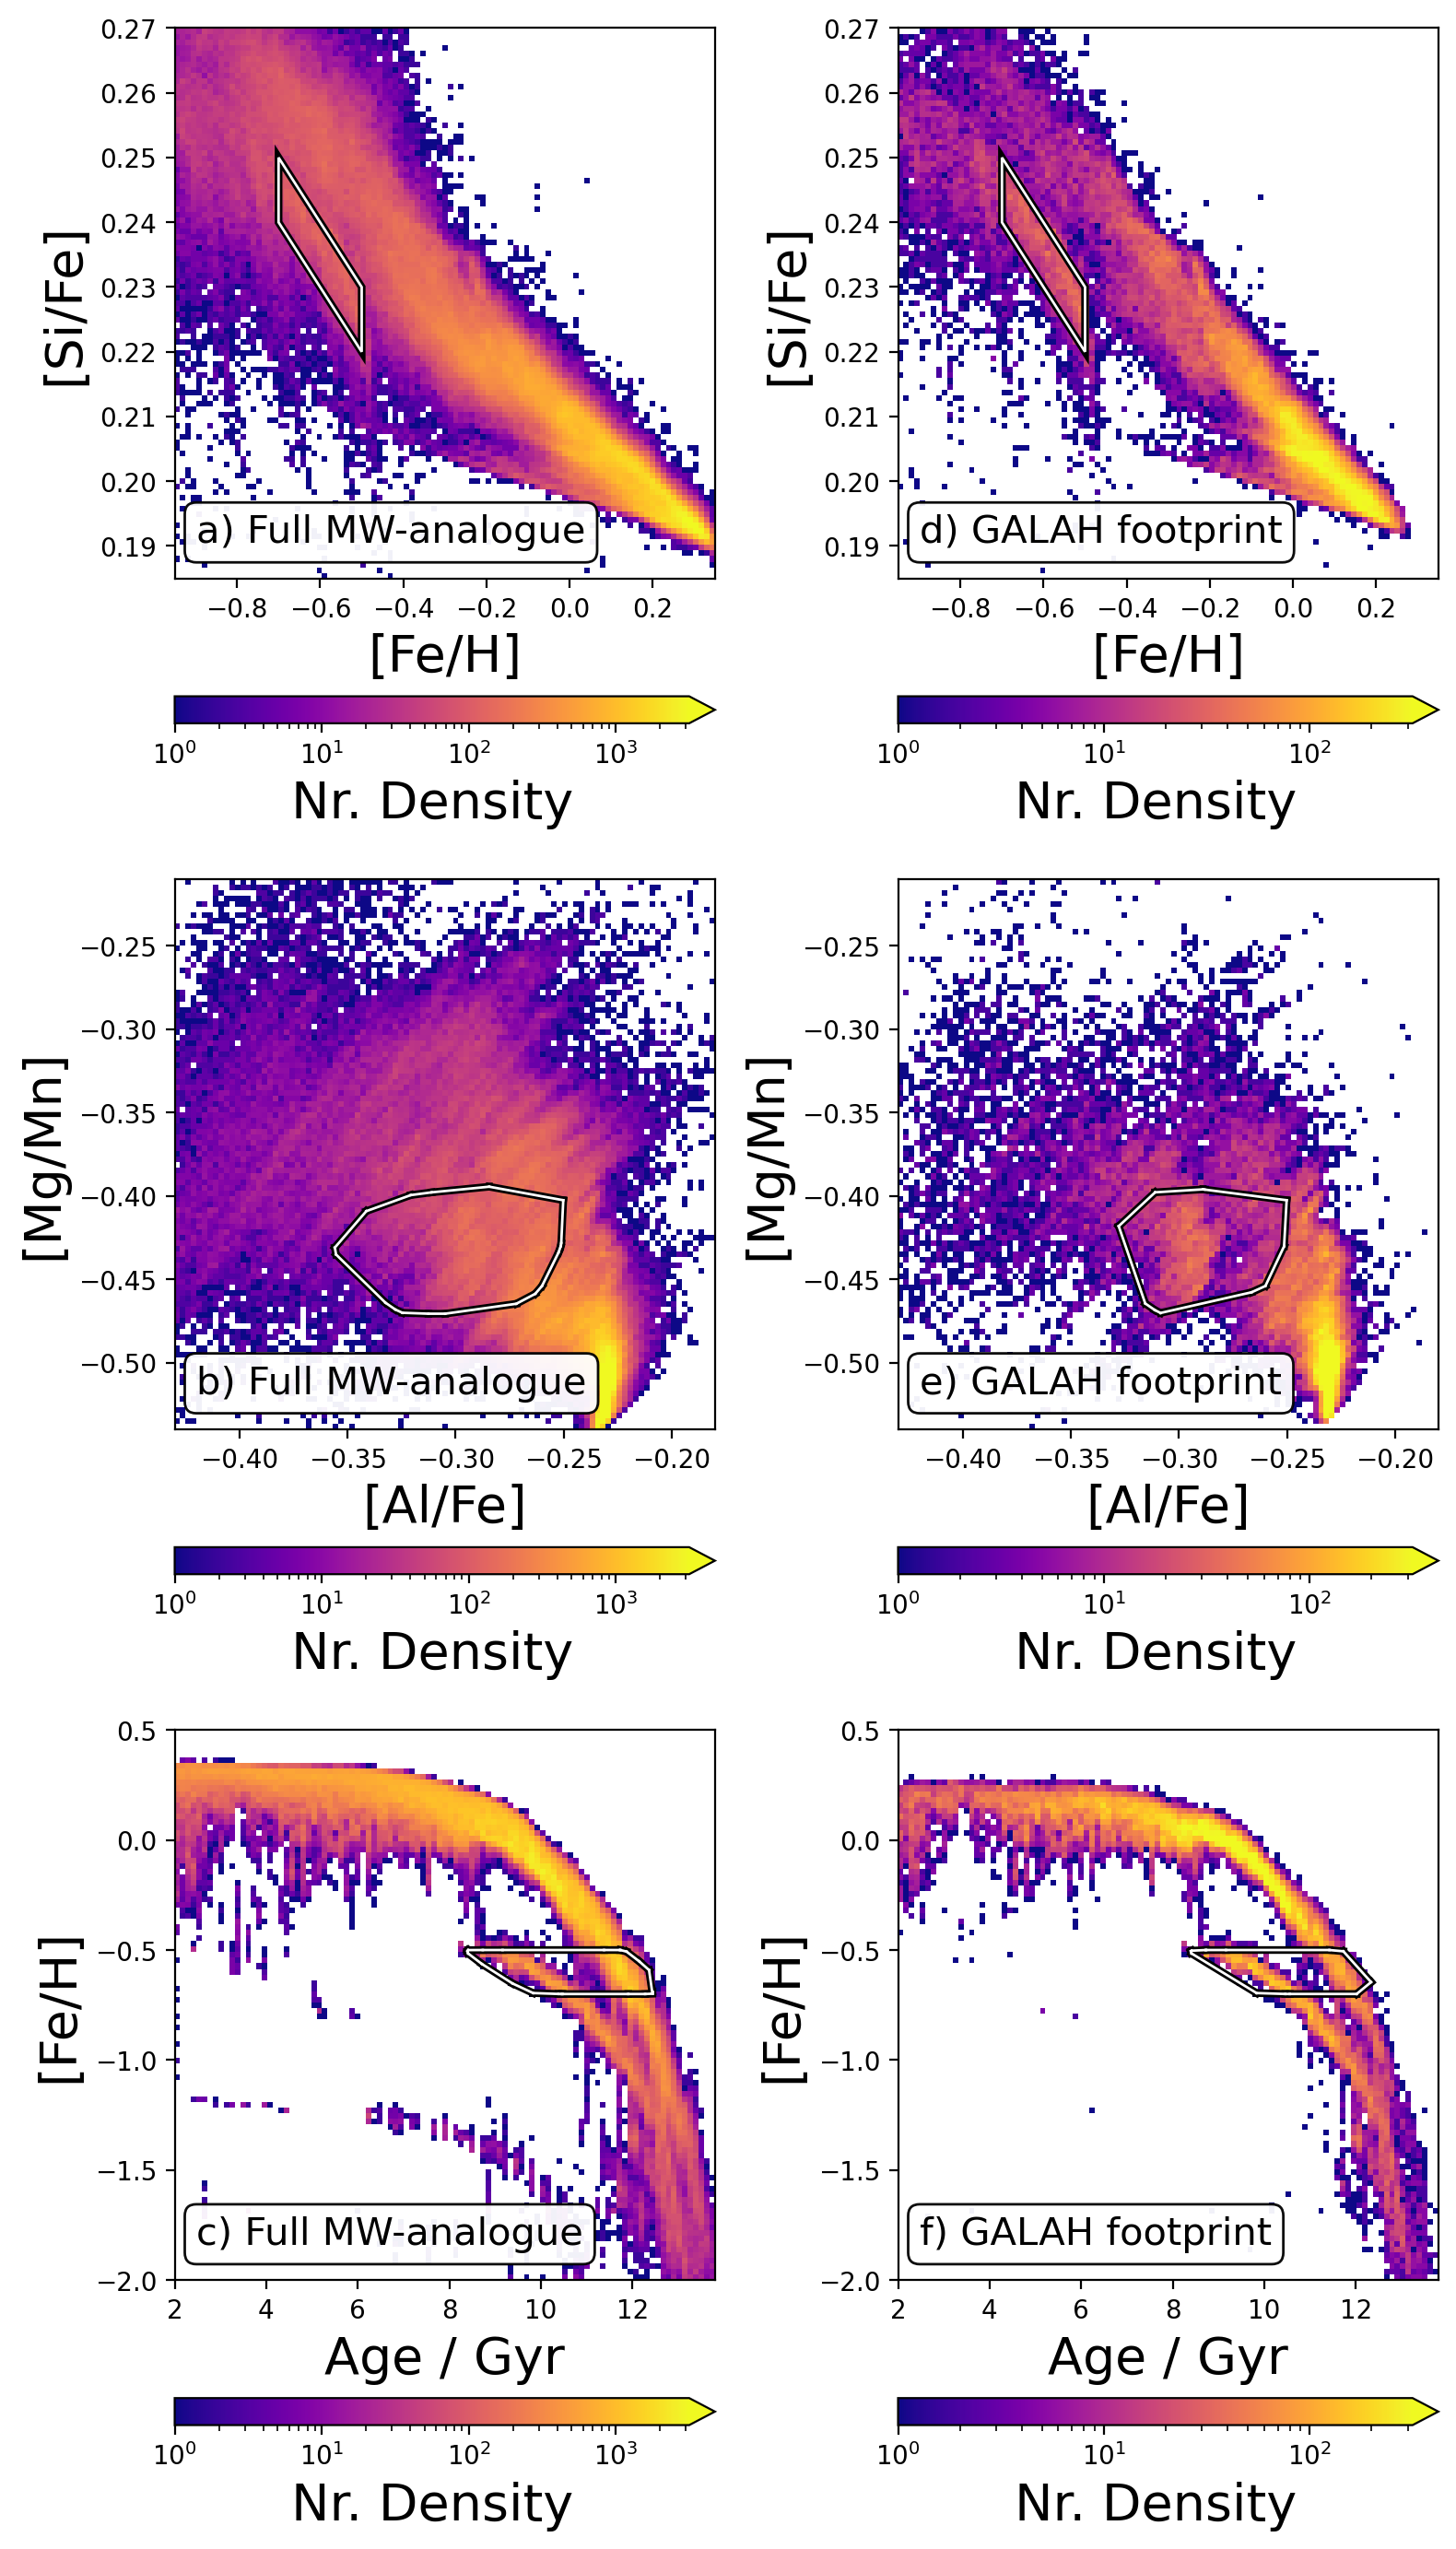 0.27
0.26
0.25
0.24
0.23
0.22
0.21
0.20
0.19
[Si/Fe]
a) Full MW-analogue
−0.8 −0.6 −0.4 −0.2 0.0 0.2
[Fe/H]
10⁰ 10¹ 10² 10³
Nr. Density
0.27
0.26
0.25
0.24
0.23
0.22
0.21
0.20
0.19
[Si/Fe]
d) GALAH footprint
−0.8 −0.6 −0.4 −0.2 0.0 0.2
[Fe/H]
10⁰ 10¹ 10²
Nr. Density
−0.25
−0.30
−0.35
−0.40
−0.45
−0.50
[Mg/Mn]
b) Full MW-analogue
−0.40 −0.35 −0.30 −0.25 −0.20
[Al/Fe]
10⁰ 10¹ 10² 10³
Nr. Density
−0.25
−0.30
−0.35
−0.40
−0.45
−0.50
[Mg/Mn]
e) GALAH footprint
−0.40 −0.35 −0.30 −0.25 −0.20
[Al/Fe]
10⁰ 10¹ 10²
Nr. Density
0.5
0.0
−0.5
−1.0
−1.5
−2.0
[Fe/H]
c) Full MW-analogue
2 4 6 8 10 12
Age / Gyr
10⁰ 10¹ 10² 10³
Nr. Density
0.5
0.0
−0.5
−1.0
−1.5
−2.0
[Fe/H]
f) GALAH footprint
2 4 6 8 10 12
Age / Gyr
10⁰ 10¹ 10²
Nr. Density